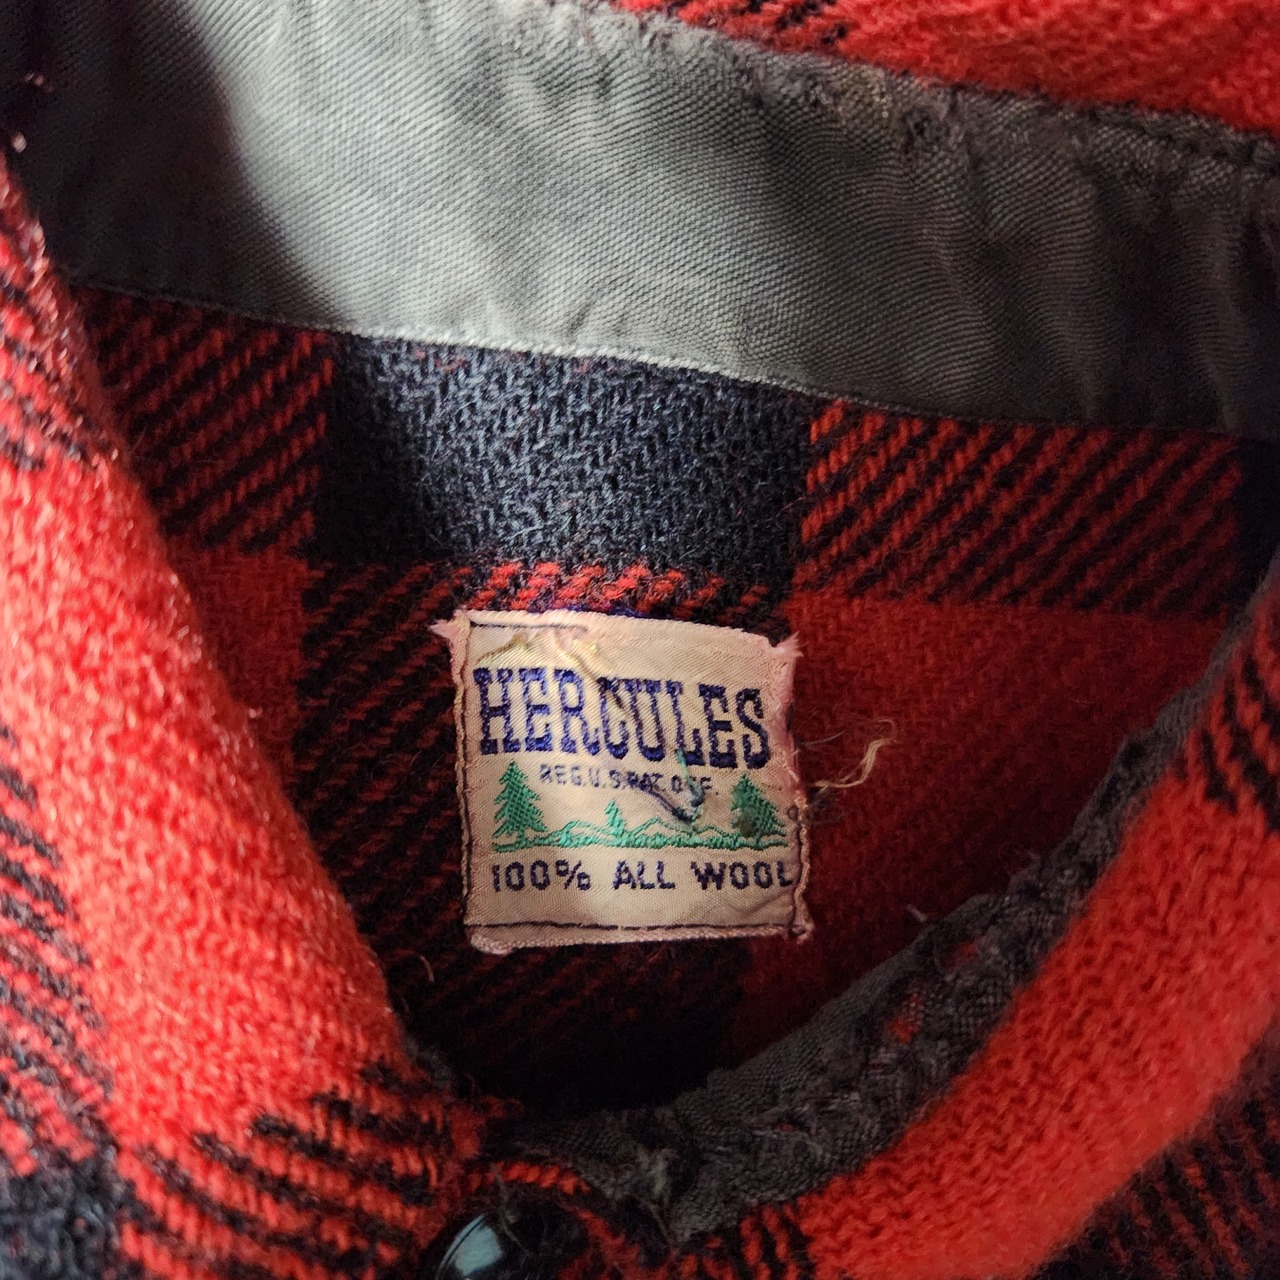 HERCULES
REG.U.S.PAT.OFF.
100% ALL WOOL